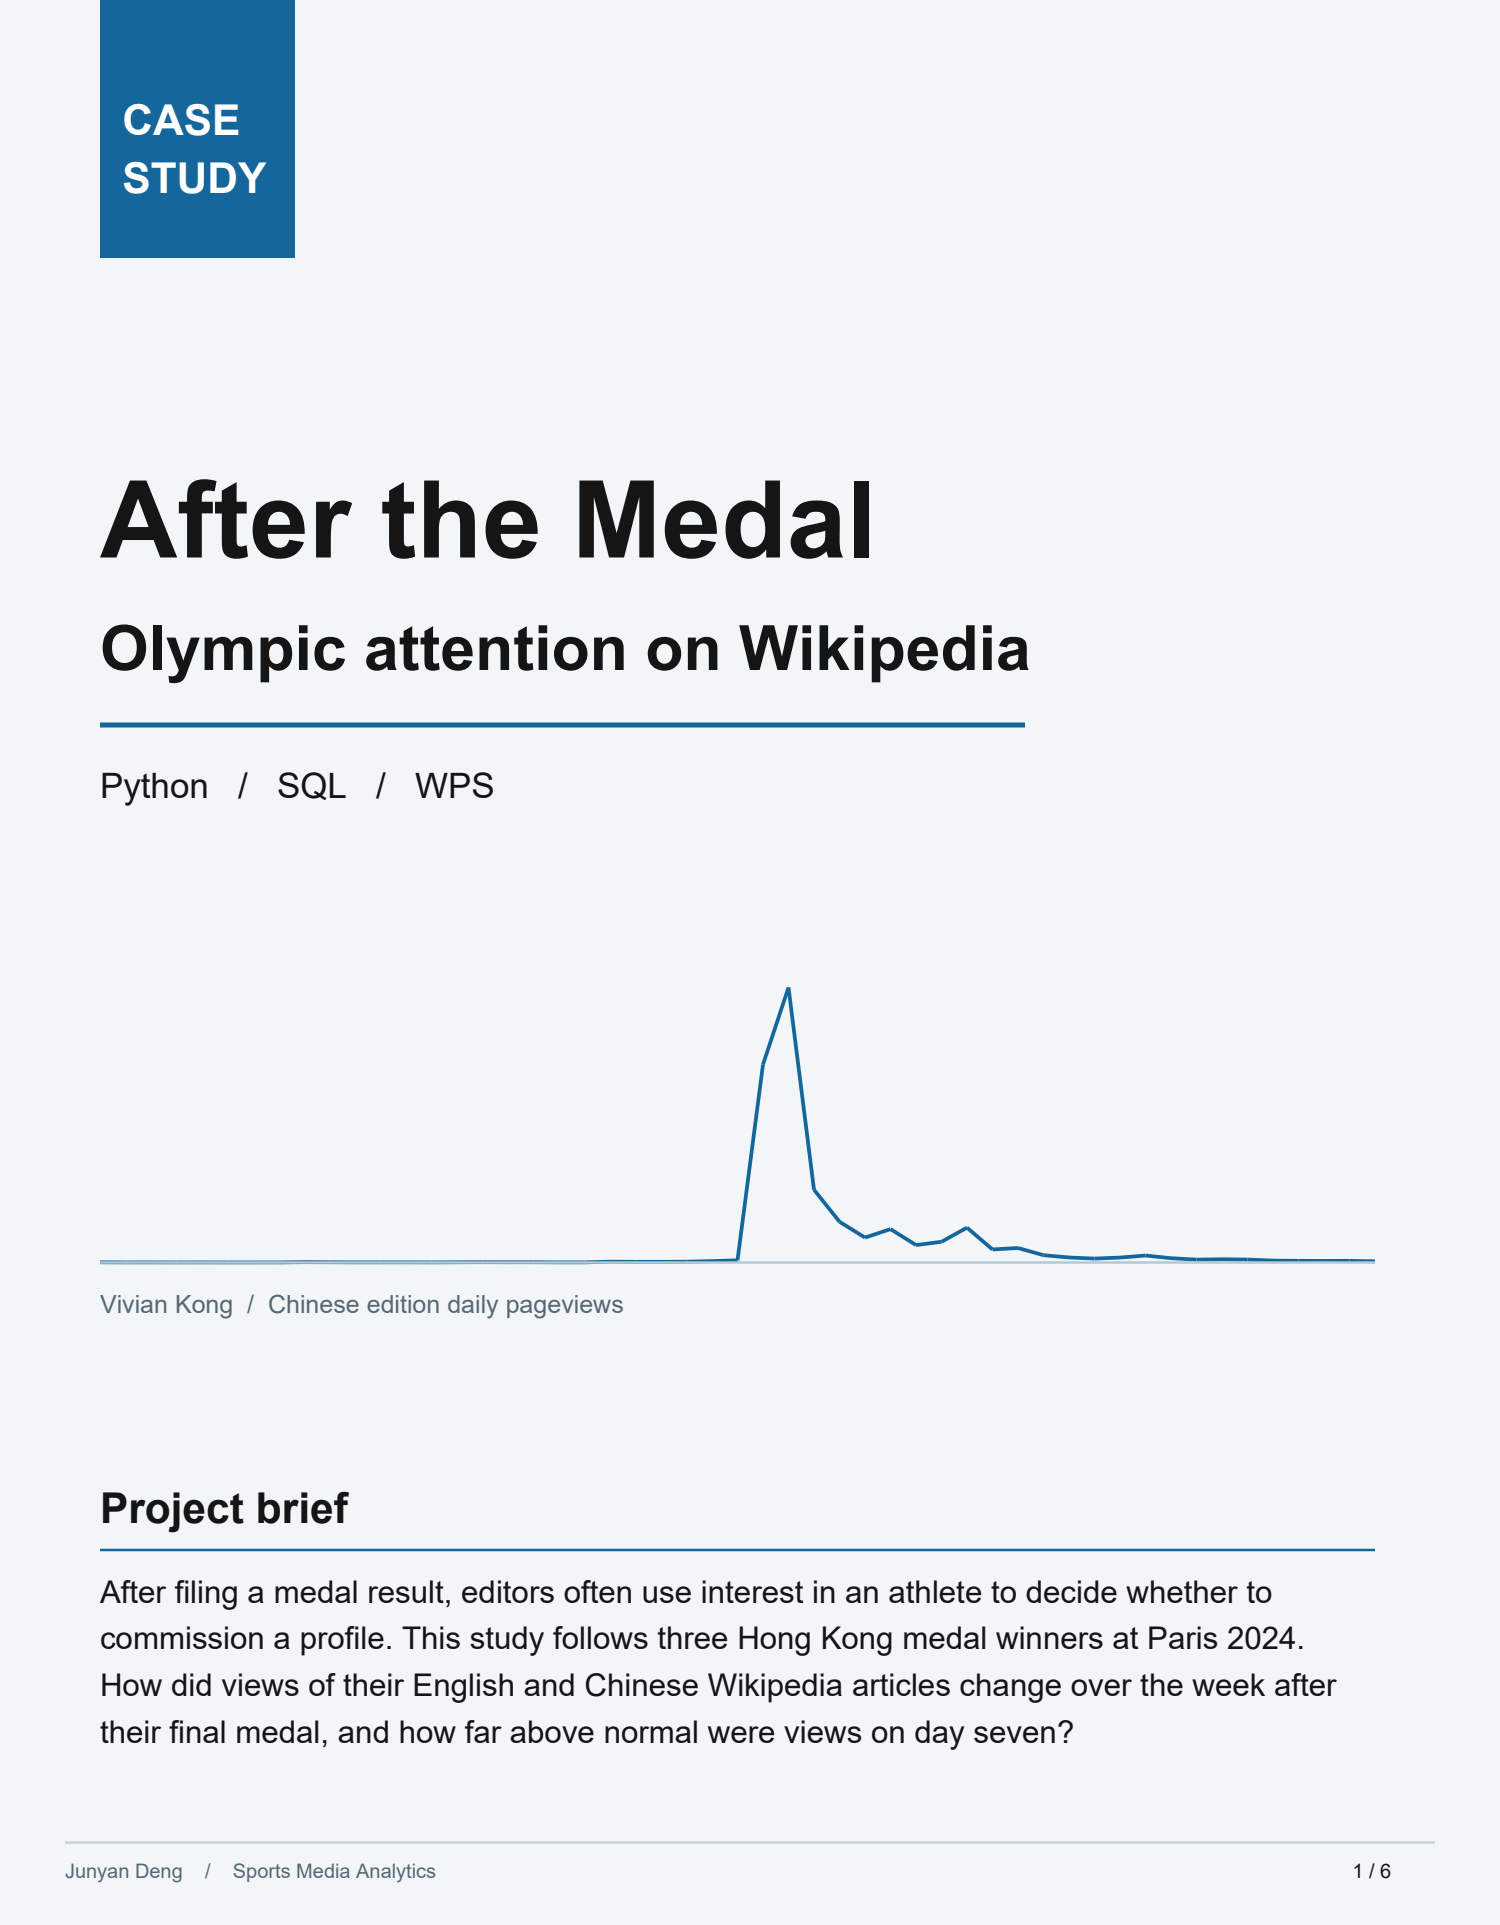 CASE
STUDY
After the Medal
Olympic attention on Wikipedia
Python / SQL / WPS
Vivian Kong / Chinese edition daily pageviews
Project brief
After filing a medal result, editors often use interest in an athlete to decide whether to
commission a profile. This study follows three Hong Kong medal winners at Paris 2024.
How did views of their English and Chinese Wikipedia articles change over the week after
their final medal, and how far above normal were views on day seven?
Junyan Deng / Sports Media Analytics
1 / 6